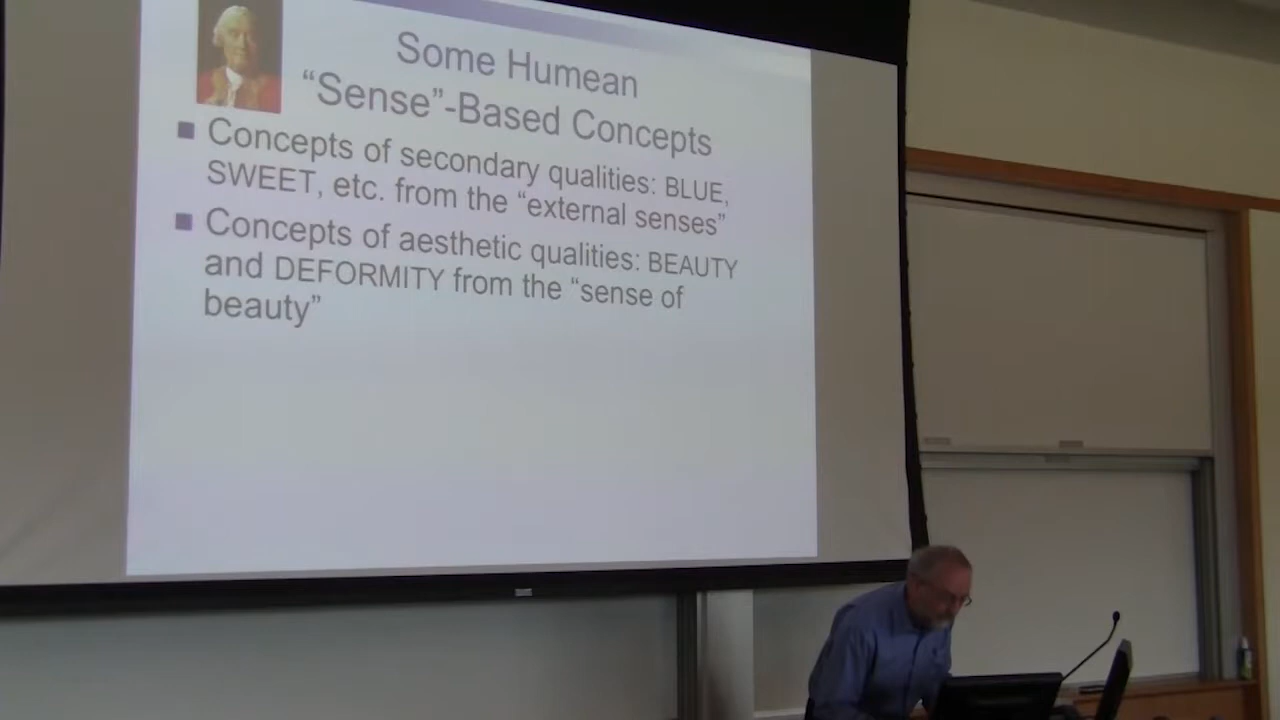 Some Humean
“Sense”-Based Concepts
Concepts of secondary qualities: BLUE,
SWEET, etc. from the “external senses”
Concepts of aesthetic qualities: BEAUTY
and DEFORMITY from the “sense of
beauty”